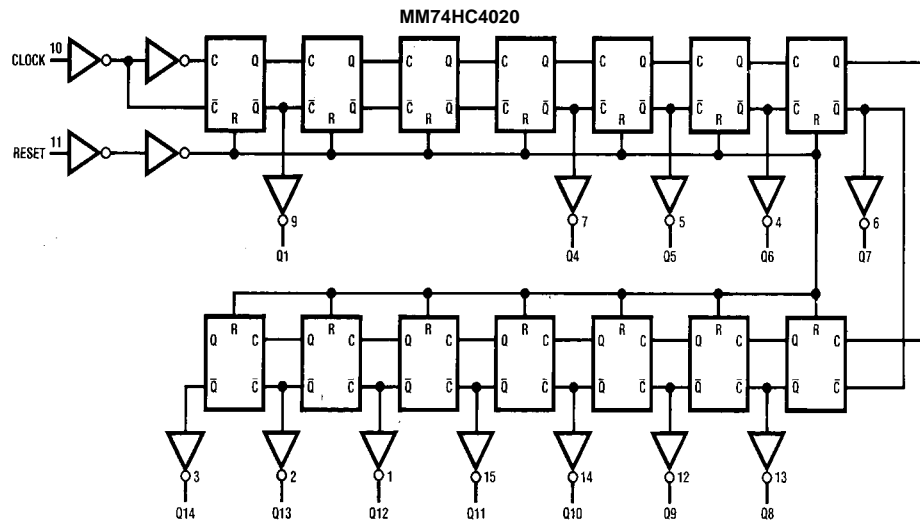 MM74HC4020
CLOCK 10
C Q C Q C Q C Q C Q C Q C Q
C̅ Q̅ C̅ Q̅ C̅ Q̅ C̅ Q̅ C̅ Q̅ C̅ Q̅ C̅ Q̅
R R R R R R R
RESET 11
9 7 5 4 6
Q1 Q4 Q5 Q6 Q7
R R R R R R R
Q C Q C Q C Q C Q C Q C Q C
Q̅ C̅ Q̅ C̅ Q̅ C̅ Q̅ C̅ Q̅ C̅ Q̅ C̅ Q̅ C̅
3 2 1 15 14 12 13
Q14 Q13 Q12 Q11 Q10 Q9 Q8